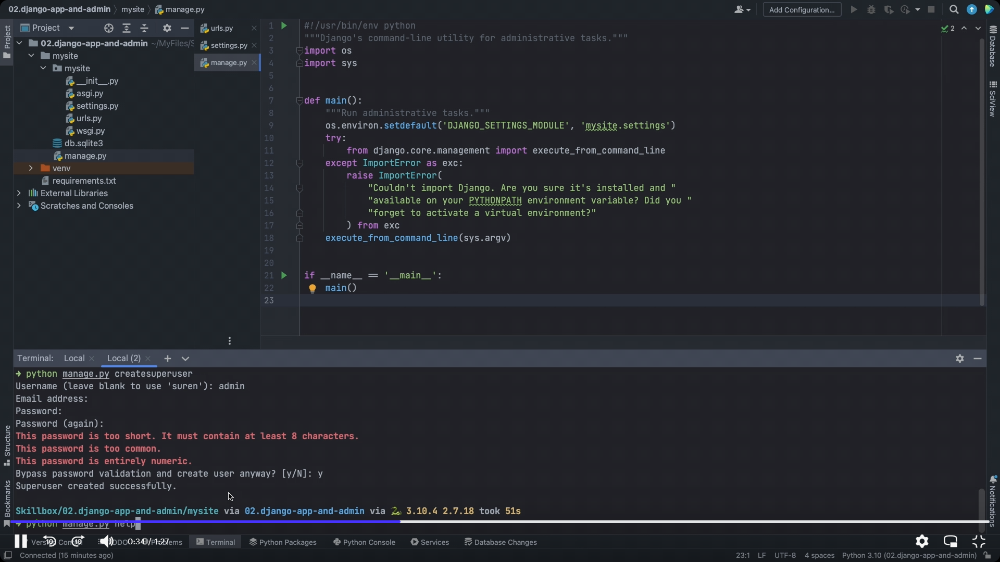 02.django-app-and-admin mysite manage.py
Add Configuration...
Project
Project
02.django-app-and-admin ~/MyFiles/S
mysite
mysite
__init__.py
asgi.py
settings.py
urls.py
wsgi.py
db.sqlite3
manage.py
venv
requirements.txt
External Libraries
Scratches and Consoles
urls.py
settings.py
manage.py
2
1 #!/usr/bin/env python
2 """Django's command-line utility for administrative tasks."""
3 import os
4 import sys
5
6
7 def main():
8 """Run administrative tasks."""
9 os.environ.setdefault('DJANGO_SETTINGS_MODULE', 'mysite.settings')
10 try:
11 from django.core.management import execute_from_command_line
12 except ImportError as exc:
13 raise ImportError(
14 "Couldn't import Django. Are you sure it's installed and "
15 "available on your PYTHONPATH environment variable? Did you "
16 "forget to activate a virtual environment?"
17 ) from exc
18 execute_from_command_line(sys.argv)
19
20
21 if __name__ == '__main__':
22 main()
23
Database
SciView
Notifications
Structure
Bookmarks
Terminal: Local Local (2)
➜ python manage.py createsuperuser
Username (leave blank to use 'suren'): admin
Email address:
Password:
Password (again):
This password is too short. It must contain at least 8 characters.
This password is too common.
This password is entirely numeric.
Bypass password validation and create user anyway? [y/N]: y
Superuser created successfully.
Skillbox/02.django-app-and-admin/mysite via 02.django-app-and-admin via 🐍 3.10.4 2.7.18 took 51s
➜ python manage.py help
10 10 0:34 / 1:27
Terminal Python Packages Python Console Services Database Changes
Connected (15 minutes ago)
23:1 LF UTF-8 4 spaces Python 3.10 (02.django-app-and-admin)